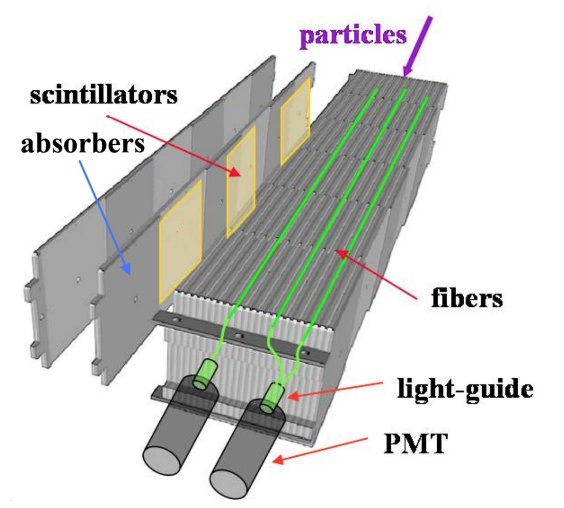 particles
scintillators
absorbers
fibers
light-guide
PMT